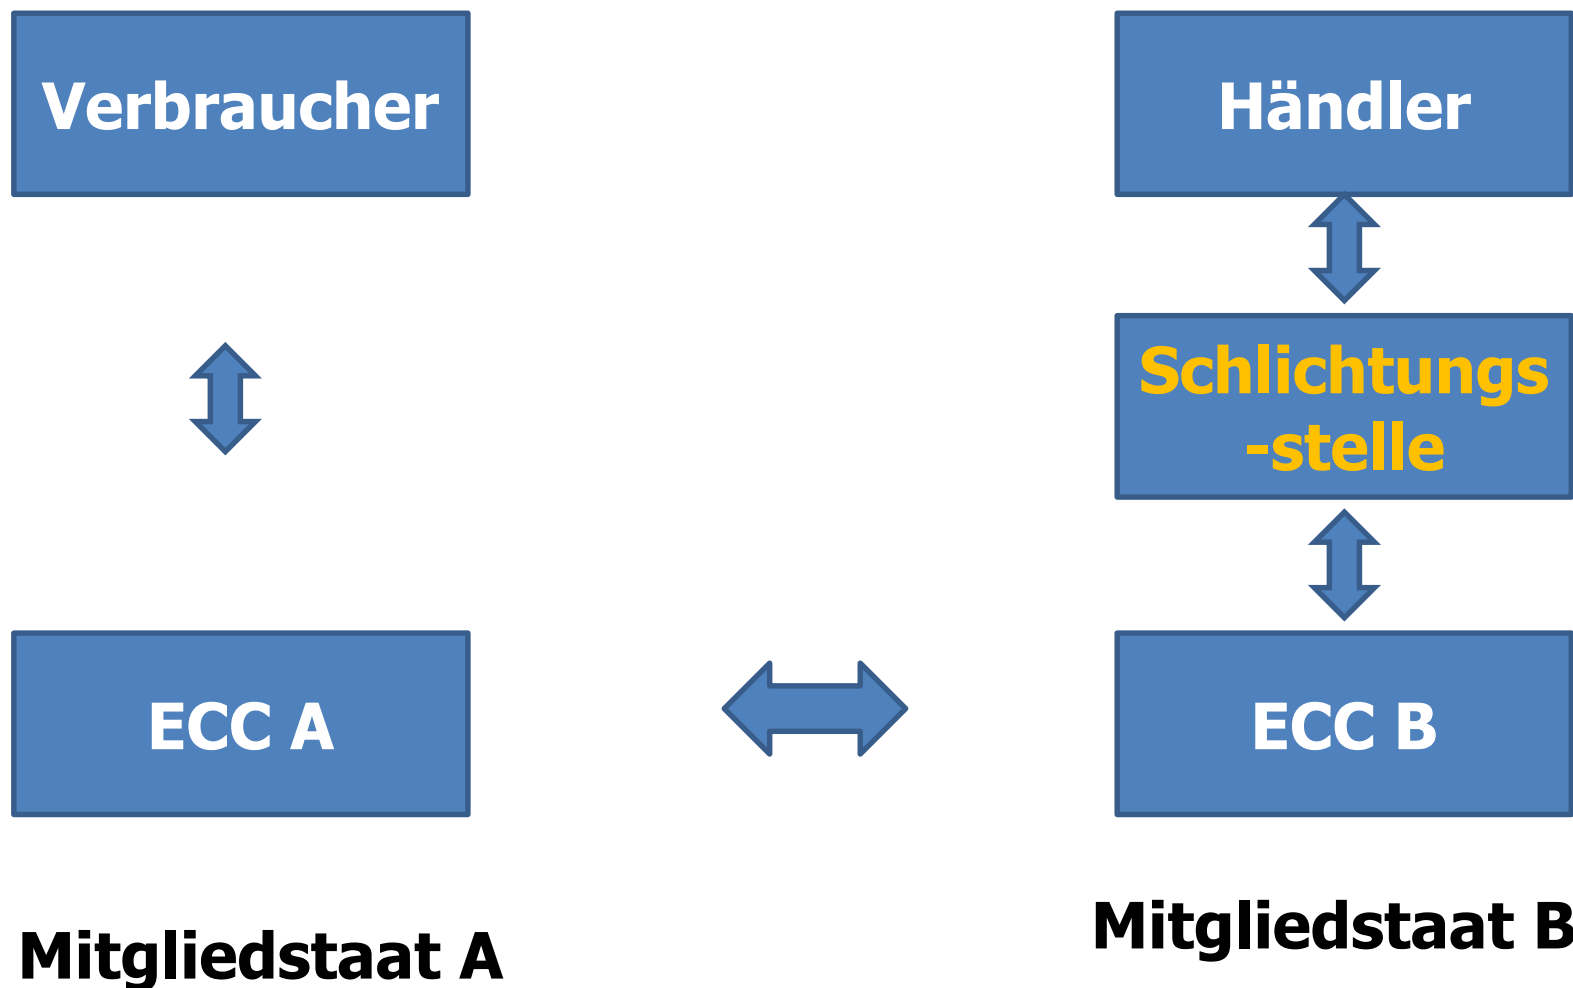 Verbraucher
Händler
Schlichtungs
-stelle
ECC A
ECC B
Mitgliedstaat A
Mitgliedstaat B